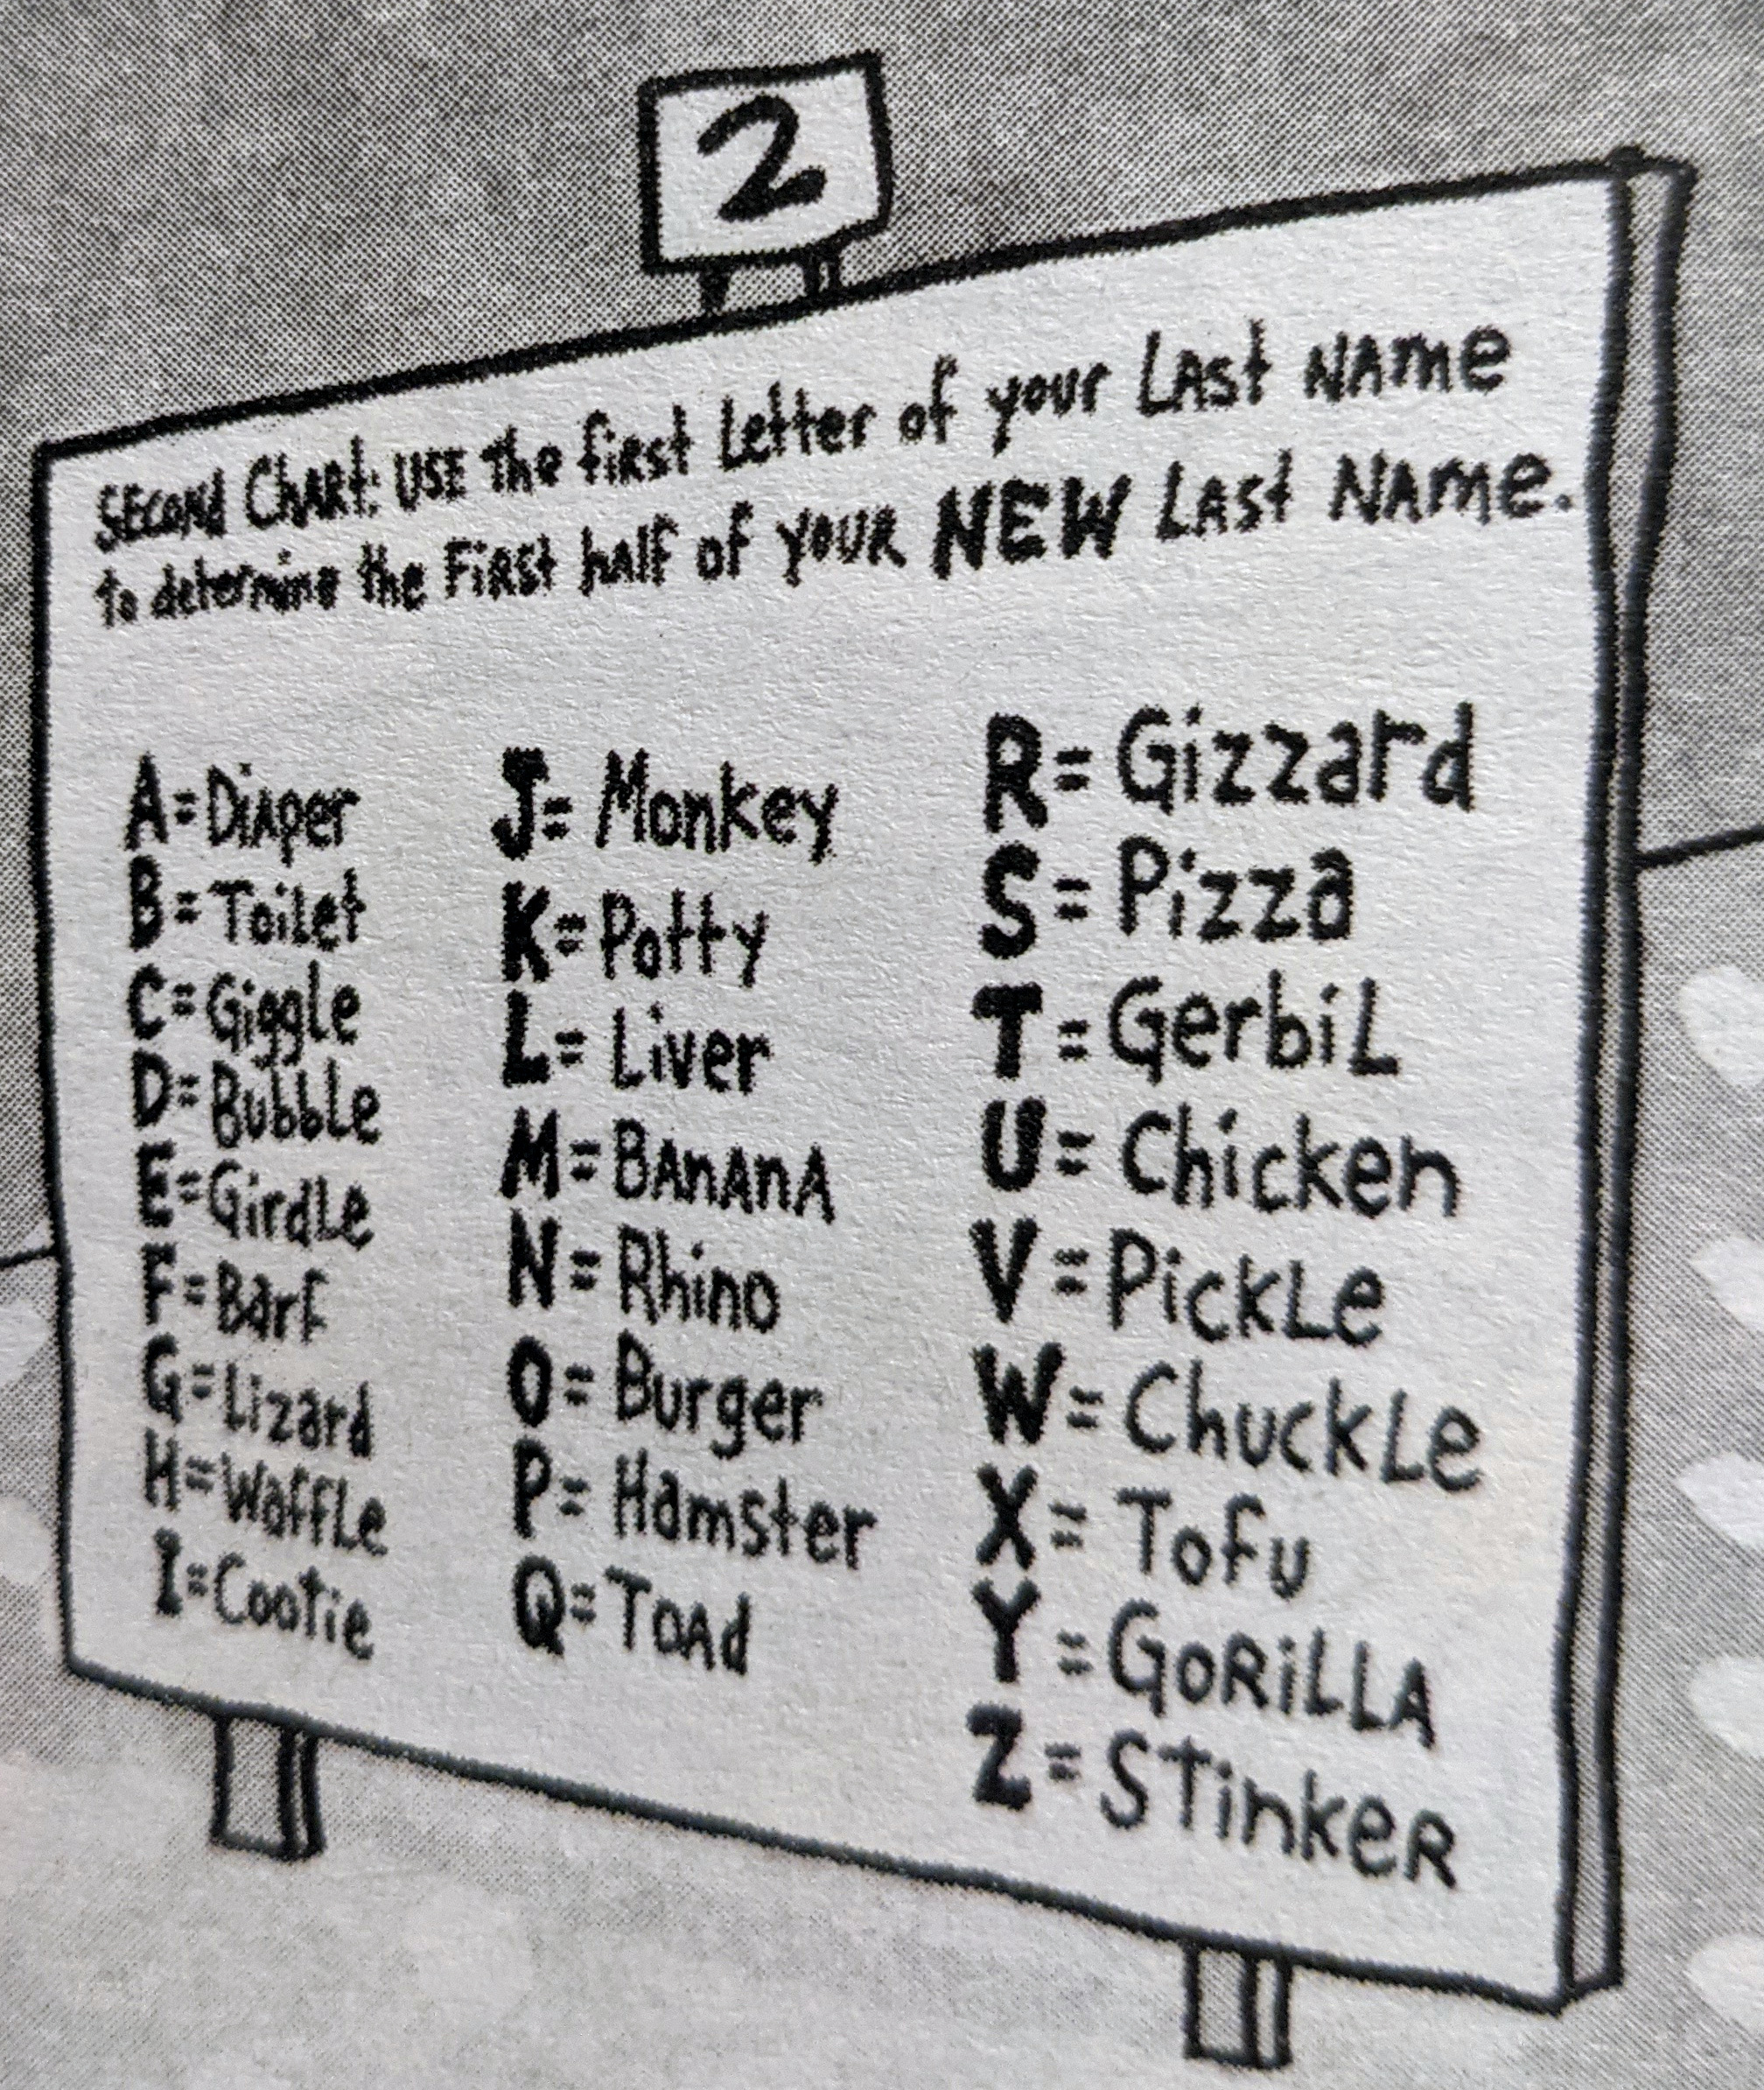 2
SECOND CHART: USE the first Letter of your LAst NAme
to determine the FiRSt hAlf of youR NEW LASt NAme.
A=DiAper
B=Toilet
C=Giggle
D=Bubble
E=GirdLe
F=Barf
G=Lizard
H=WaffLe
I=Cootie
J=Monkey
K=Potty
L=Liver
M=BAnAnA
N=Rhino
O=Burger
P=Hamster
Q=TOAd
R=Gizzard
S=Pizza
T=GerbiL
U=Chicken
V=PickLe
W=ChuckLe
X=Tofu
Y=GoRiLLA
Z=STinkeR